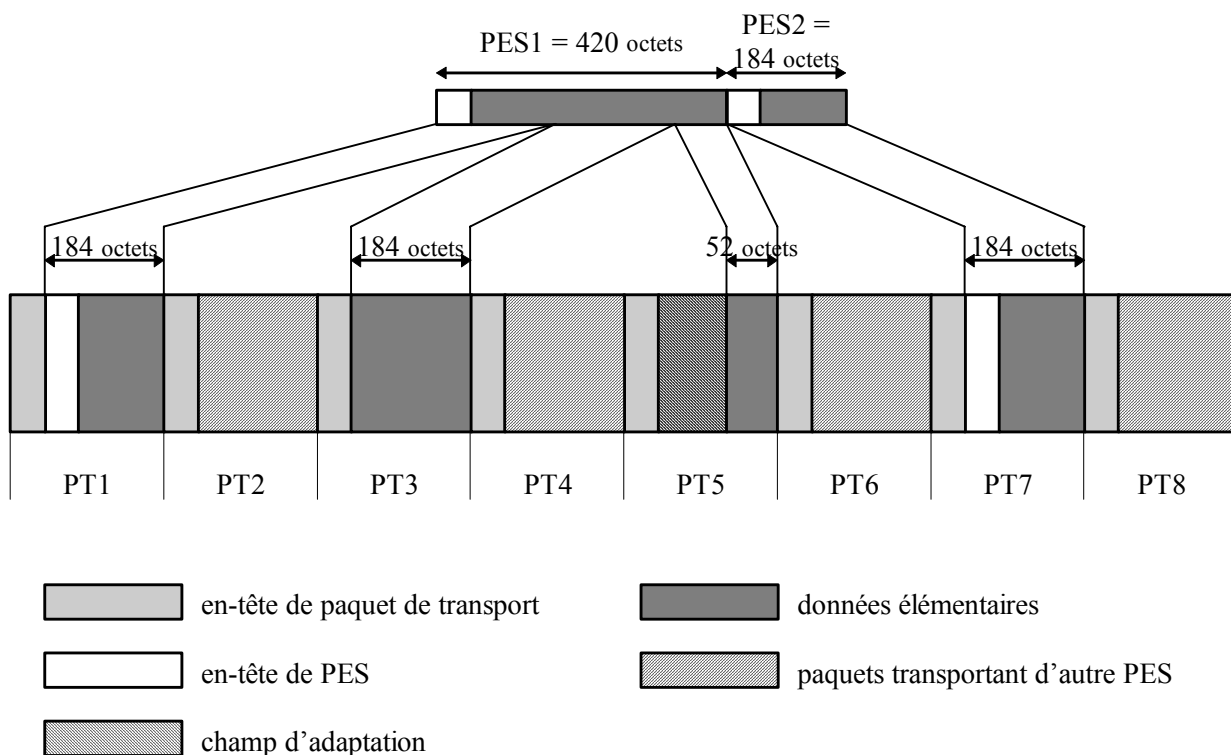 PES1 = 420 octets
PES2 =
184 octets
184 octets
184 octets
52 octets
184 octets
PT1
PT2
PT3
PT4
PT5
PT6
PT7
PT8
en-tête de paquet de transport
données élémentaires
en-tête de PES
paquets transportant d’autre PES
champ d’adaptation